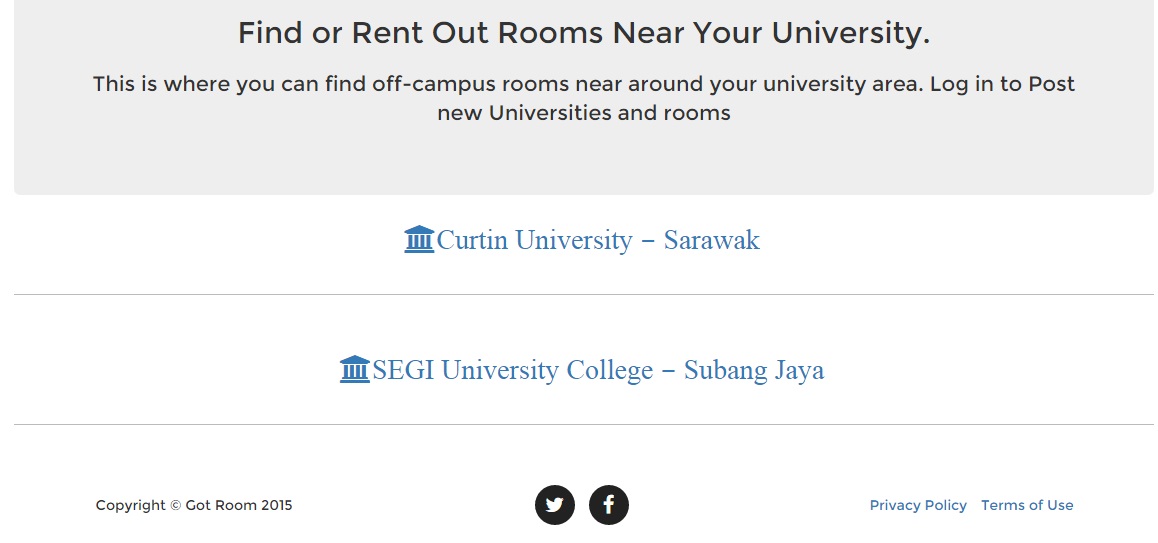 Find or Rent Out Rooms Near Your University.
This is where you can find off-campus rooms near around your university area. Log in to Post
new Universities and rooms
Curtin University – Sarawak
SEGI University College – Subang Jaya
Copyright © Got Room 2015
Privacy Policy Terms of Use